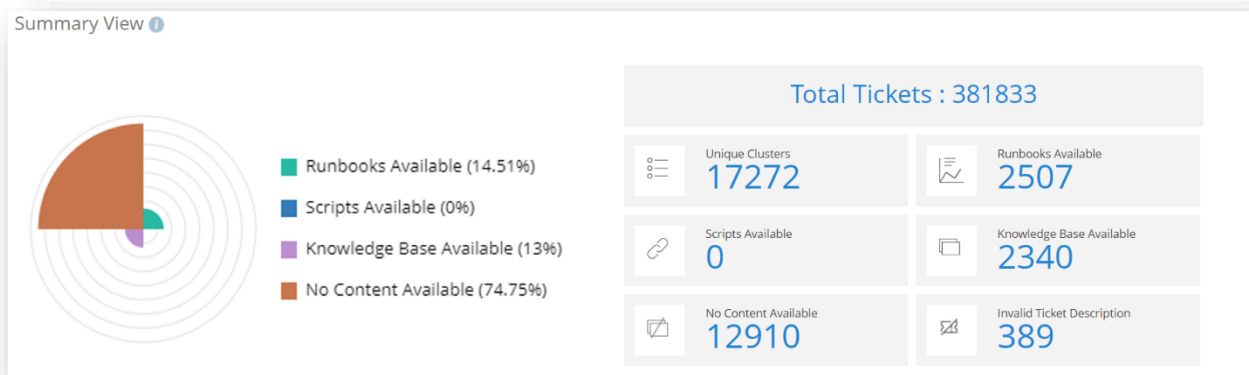 Summary View
Total Tickets : 381833
Runbooks Available (14.51%)
Scripts Available (0%)
Knowledge Base Available (13%)
No Content Available (74.75%)
Unique Clusters
17272
Runbooks Available
2507
Scripts Available
0
Knowledge Base Available
2340
No Content Available
12910
Invalid Ticket Description
389